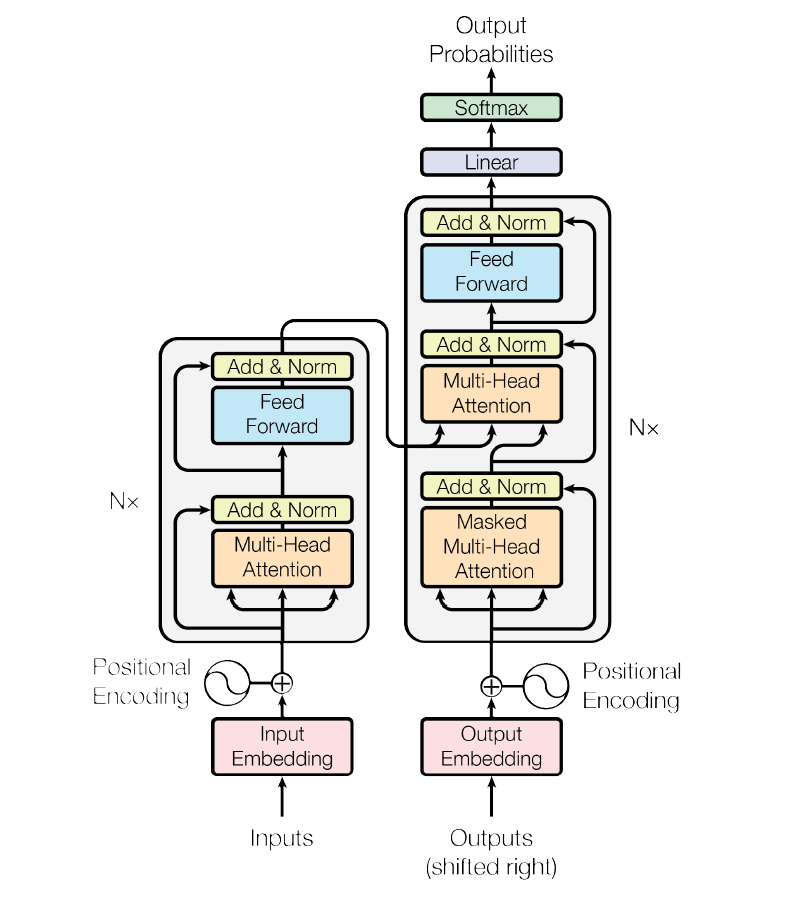 Output
Probabilities
Softmax
Linear
Add & Norm
Feed
Forward
Add & Norm
Multi-Head
Attention
Nx
Add & Norm
Masked
Multi-Head
Attention
Add & Norm
Feed
Forward
Nx
Add & Norm
Multi-Head
Attention
Positional
Encoding
Positional
Encoding
Input
Embedding
Output
Embedding
Inputs
Outputs
(shifted right)